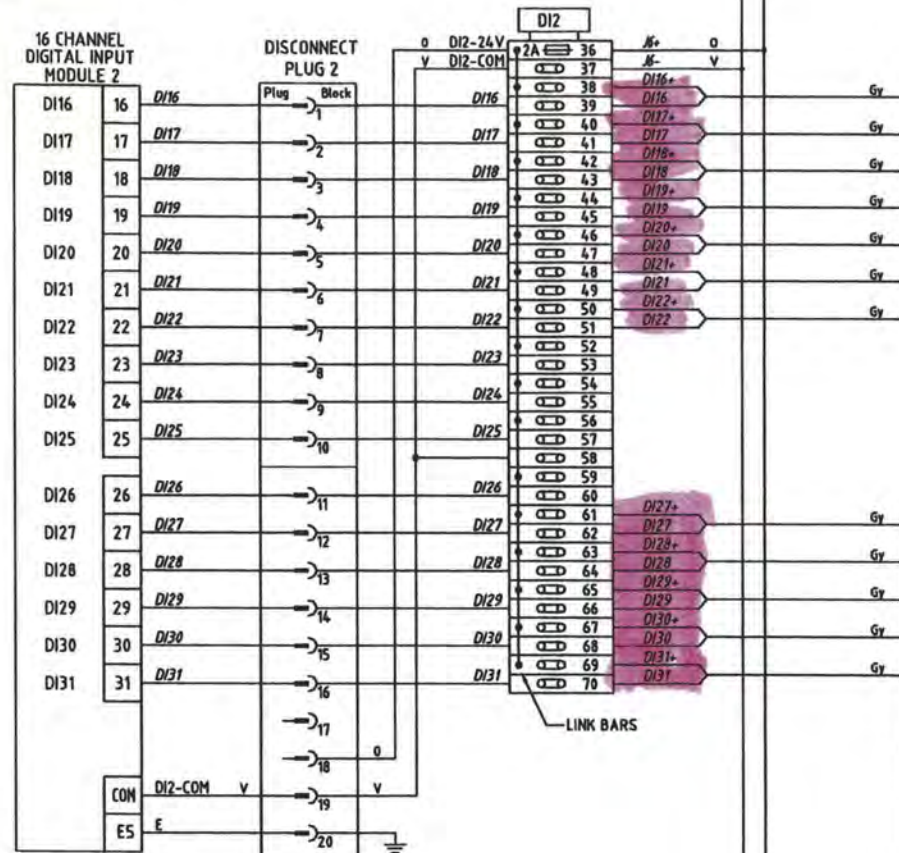 DI2
16 CHANNEL
DIGITAL INPUT
MODULE 2
DISCONNECT
PLUG 2
Plug Block
O DI2-24V 2A 36 J6+ O
V DI2-COM 37 J6- V
38 DI16+
DI16 16 DI16 1 DI16 39 DI16 Gy
40 DI17+
DI17 17 DI17 2 DI17 41 DI17 Gy
42 DI18+
DI18 18 DI18 3 DI18 43 DI18 Gy
44 DI19+
DI19 19 DI19 4 DI19 45 DI19 Gy
46 DI20+
DI20 20 DI20 5 DI20 47 DI20 Gy
48 DI21+
DI21 21 DI21 6 DI21 49 DI21 Gy
50 DI22+
DI22 22 DI22 7 DI22 51 DI22 Gy
52
DI23 23 DI23 8 DI23 53
54
DI24 24 DI24 9 DI24 55
56
DI25 25 DI25 10 DI25 57
58
59
DI26 26 DI26 11 DI26 60
61 DI27+
DI27 27 DI27 12 DI27 62 DI27 Gy
63 DI28+
DI28 28 DI28 13 DI28 64 DI28 Gy
65 DI29+
DI29 29 DI29 14 DI29 66 DI29 Gy
67 DI30+
DI30 30 DI30 15 DI30 68 DI30 Gy
69 DI31+
DI31 31 DI31 16 DI31 70 DI31 Gy
17
LINK BARS
18 O
COM DI2-COM V 19 V
ES E 20